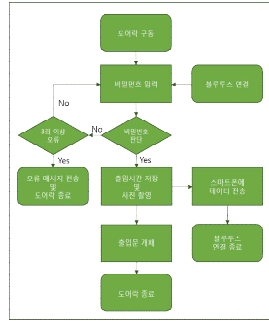 도어락 구동
비밀번호 입력
블루투스 연결
No
3회 이상
오류
No
비밀번호
판단
Yes
Yes
오류 메시지 전송
및
도어락 종료
출입시간 저장
및
사진 촬영
스마트폰에
데이터 전송
출입문 개폐
블루투스
연결 종료
도어락 종료